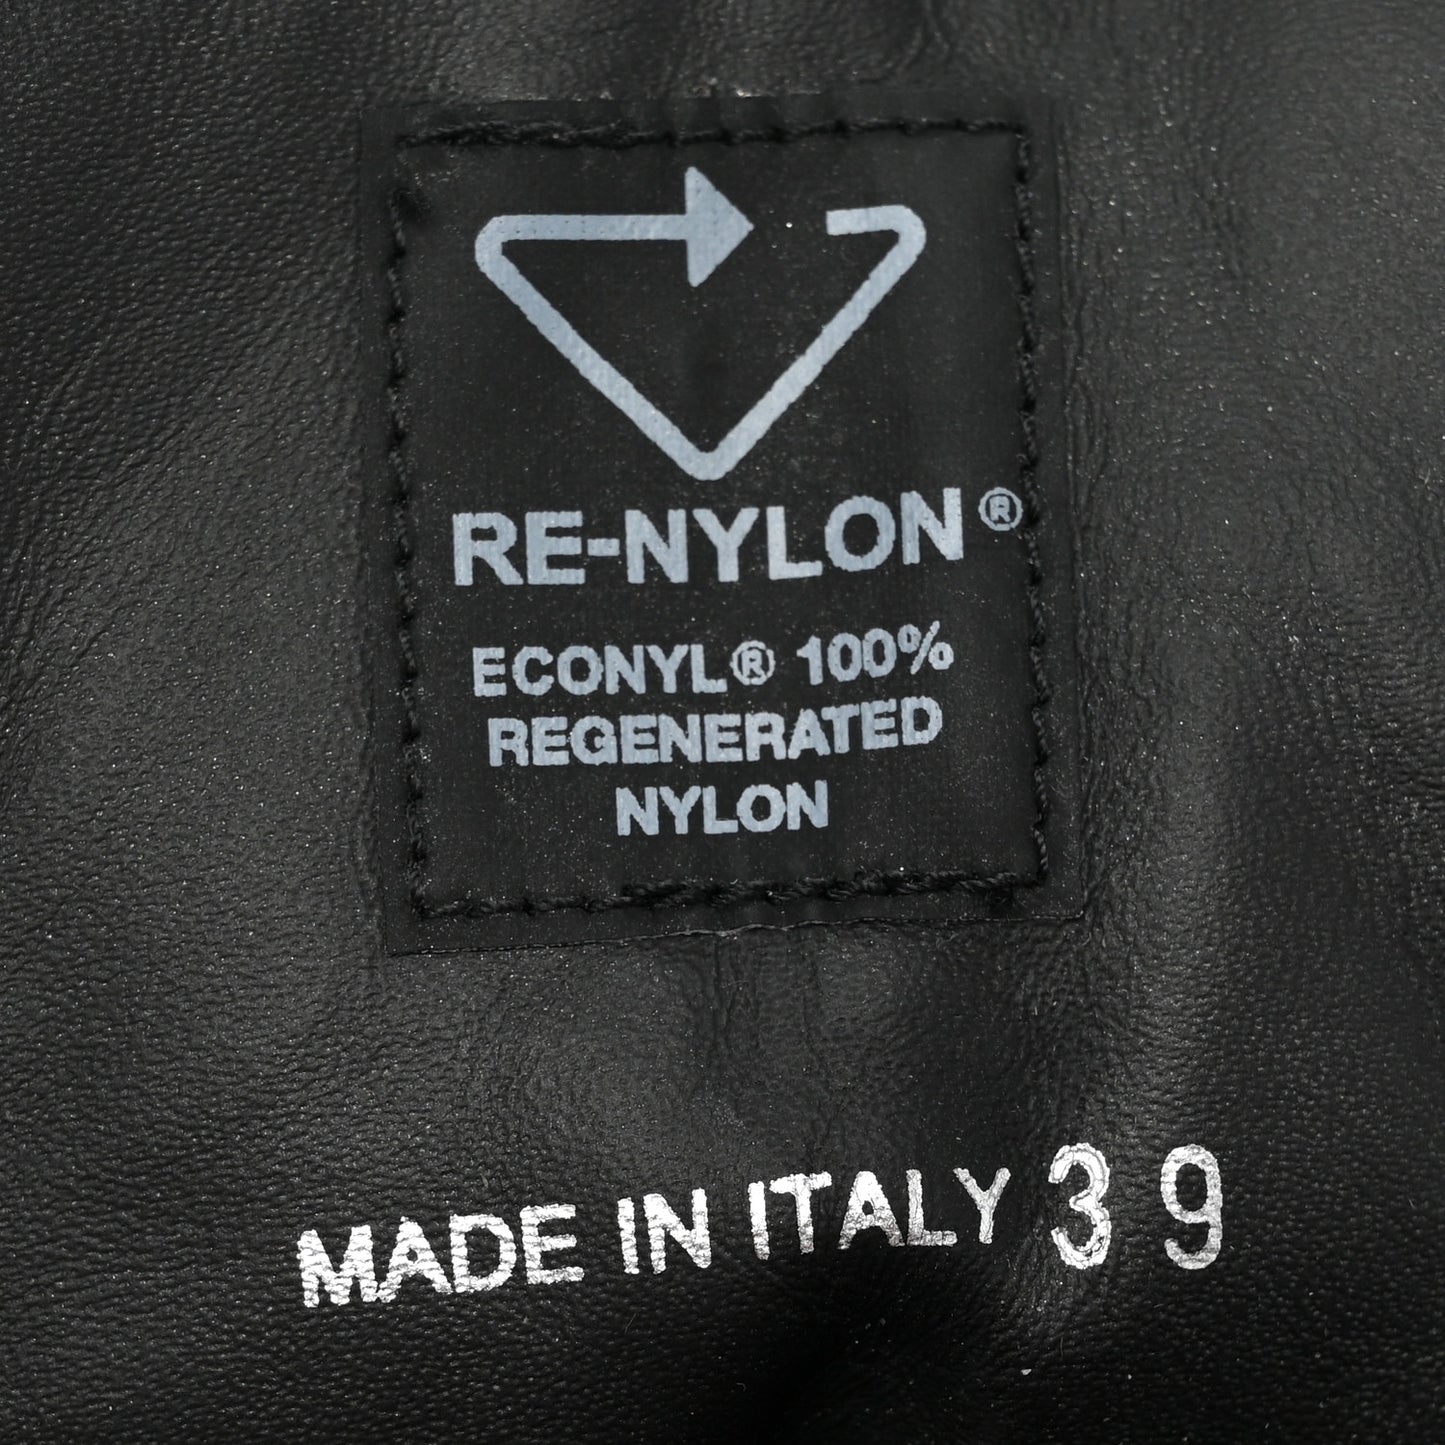 RE-NYLON®
ECONYL® 100%
REGENERATED
NYLON
MADE IN ITALY 39